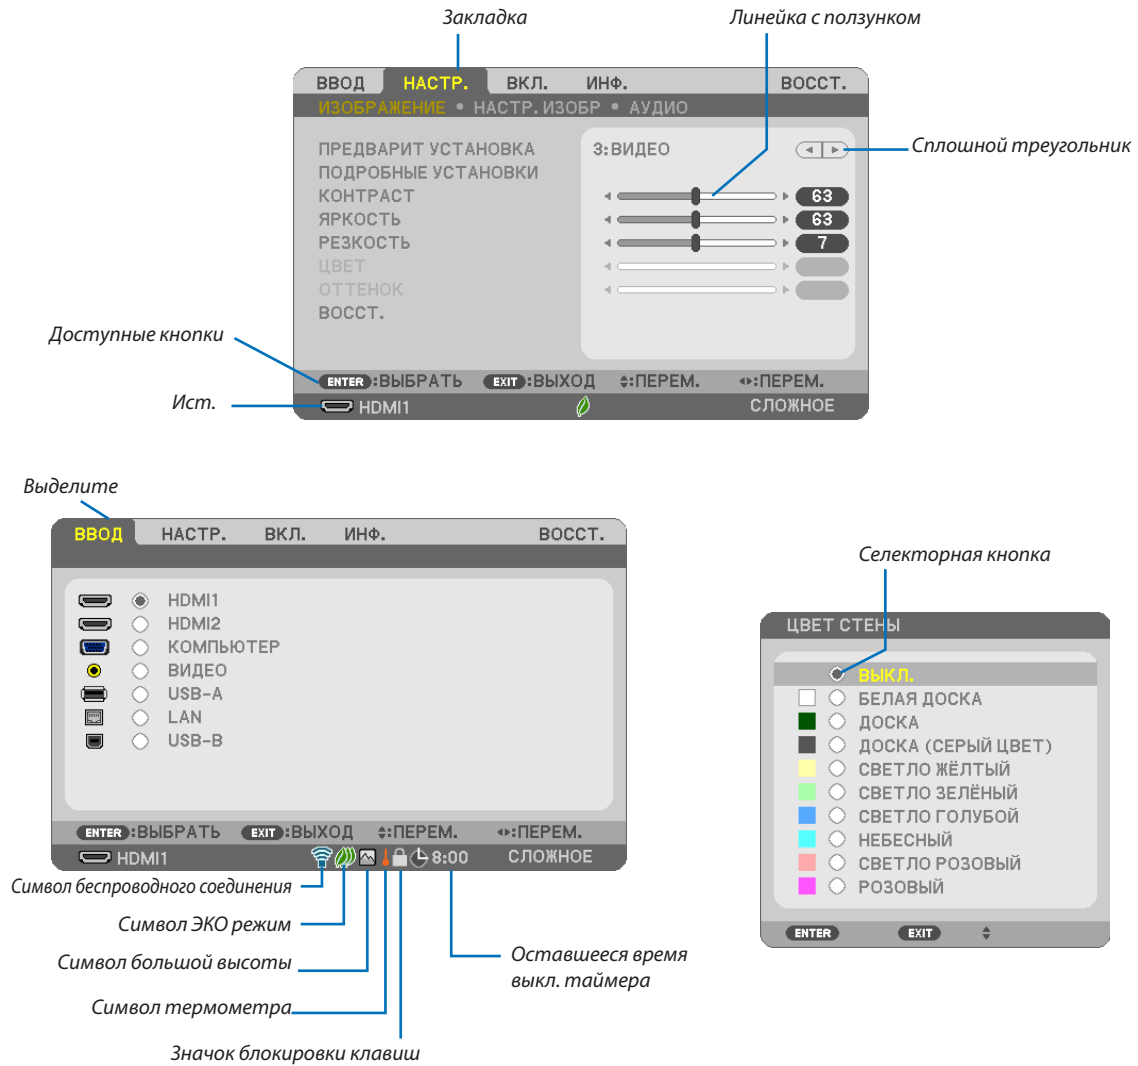 Закладка
Линейка с ползунком
ВВОД НАСТР. ВКЛ. ИНФ. ВОССТ.
ИЗОБРАЖЕНИЕ • НАСТР. ИЗОБР • АУДИО
ПРЕДВАРИТ УСТАНОВКА 3:ВИДЕО
Сплошной треугольник
ПОДРОБНЫЕ УСТАНОВКИ
КОНТРАСТ 63
ЯРКОСТЬ 63
РЕЗКОСТЬ 7
ЦВЕТ
ОТТЕНОК
ВОССТ.
Доступные кнопки
ENTER :ВЫБРАТЬ EXIT :ВЫХОД :ПЕРЕМ. :ПЕРЕМ.
Ист.
HDMI1 СЛОЖНОЕ
Выделите
ВВОД НАСТР. ВКЛ. ИНФ. ВОССТ.
HDMI1
HDMI2
КОМПЬЮТЕР
ВИДЕО
USB-A
LAN
USB-B
ENTER :ВЫБРАТЬ EXIT :ВЫХОД :ПЕРЕМ. :ПЕРЕМ.
HDMI1 8:00 СЛОЖНОЕ
Символ беспроводного соединения
Символ ЭКО режим
Символ большой высоты
Символ термометра
Значок блокировки клавиш
Оставшееся время
выкл. таймера
Селекторная кнопка
ЦВЕТ СТЕНЫ
ВЫКЛ.
БЕЛАЯ ДОСКА
ДОСКА
ДОСКА (СЕРЫЙ ЦВЕТ)
СВЕТЛО ЖЁЛТЫЙ
СВЕТЛО ЗЕЛЁНЫЙ
СВЕТЛО ГОЛУБОЙ
НЕБЕСНЫЙ
СВЕТЛО РОЗОВЫЙ
РОЗОВЫЙ
ENTER EXIT